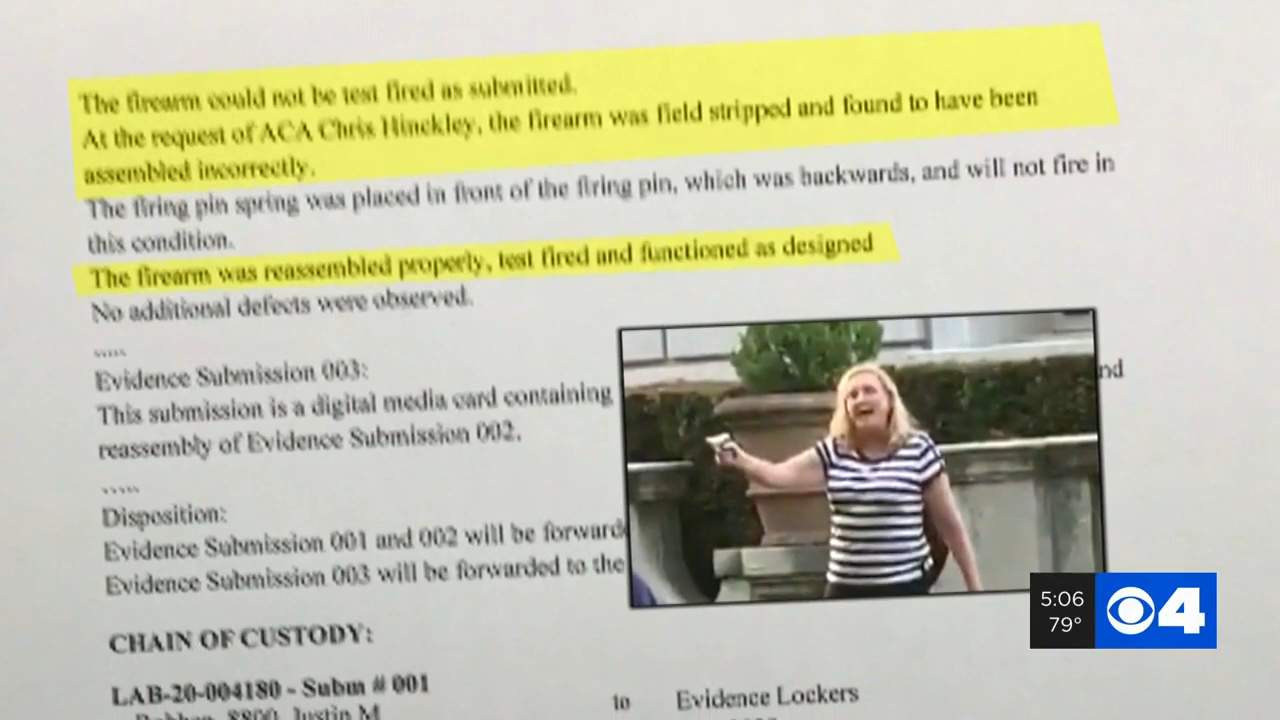 The firearm could not be test fired as submitted.
At the request of ACA Chris Hinckley, the firearm was field stripped and found to have been
assembled incorrectly.
The firing pin spring was placed in front of the firing pin, which was backwards, and will not fire in
this condition.
The firearm was reassembled properly, test fired and functioned as designed
No additional defects were observed.
.....
Evidence Submission 003:
This submission is a digital media card containing nd
reassembly of Evidence Submission 002.
.....
Disposition:
Evidence Submission 001 and 002 will be forward
Evidence Submission 003 will be forwarded to the
CHAIN OF CUSTODY:
LAB-20-004180 - Subm # 001
8800, Justin M to Evidence Lockers
5:06
79°
4